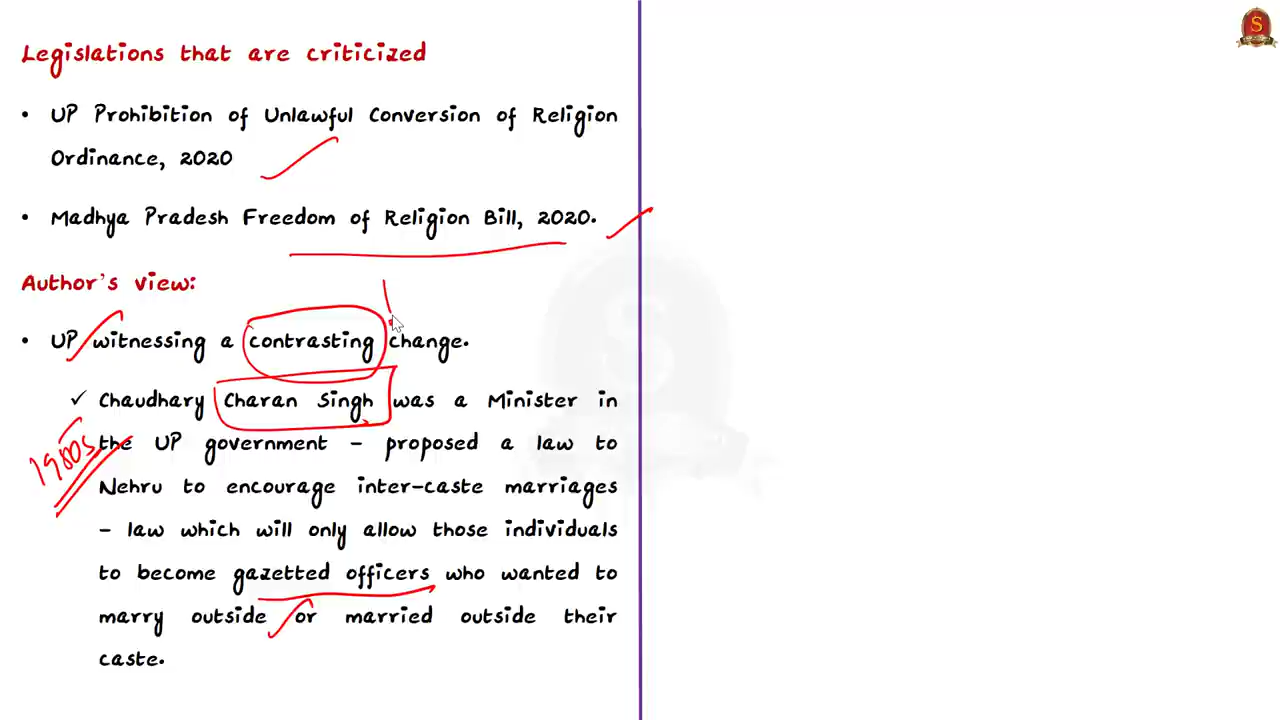 Legislations that are criticized
• UP Prohibition of Unlawful Conversion of Religion
Ordinance, 2020
• Madhya Pradesh Freedom of Religion Bill, 2020.
Author's view:
• UP witnessing a contrasting change.
✓ Chaudhary Charan Singh was a Minister in
the UP government - proposed a law to
Nehru to encourage inter-caste marriages
- law which will only allow those individuals
to become gazetted officers who wanted to
marry outside or married outside their
caste.
S